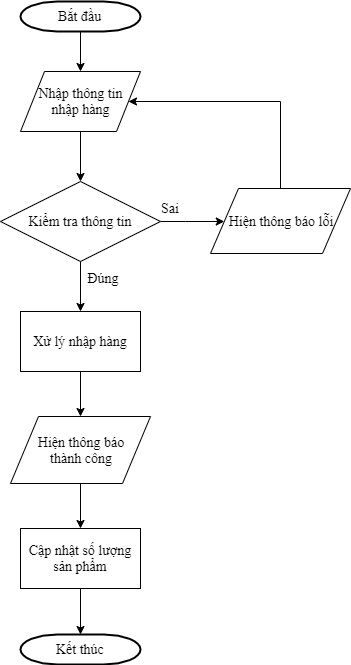 Bắt đầu
Nhập thông tin
nhập hàng
Kiểm tra thông tin
Sai
Hiện thông báo lỗi
Đúng
Xử lý nhập hàng
Hiện thông báo
thành công
Cập nhật số lượng
sản phẩm
Kết thúc